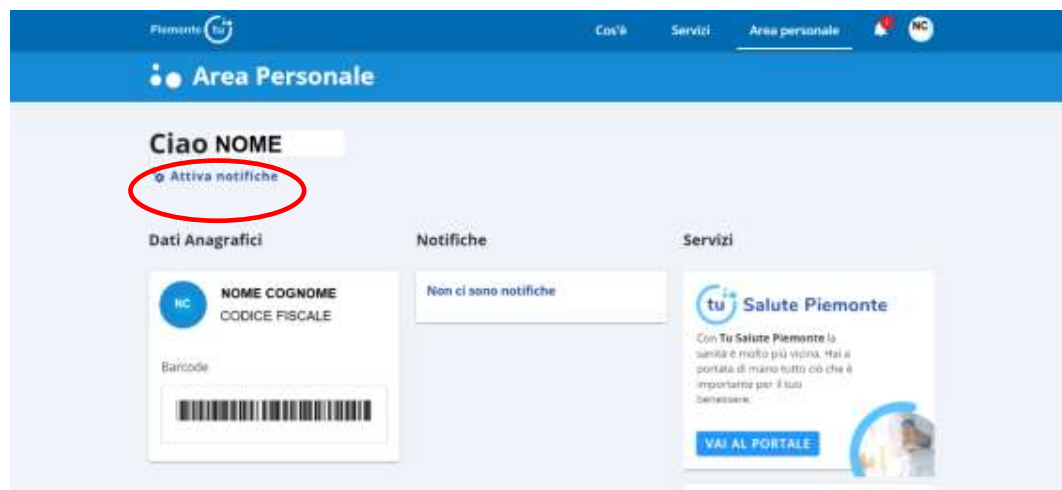 Piemonte tu
Cos'è Servizi Area personale NC
Area Personale
Ciao NOME
Attiva notifiche
Dati Anagrafici
NC
NOME COGNOME
CODICE FISCALE
Barcode
Notifiche
Non ci sono notifiche
Servizi
tu Salute Piemonte
Con Tu Salute Piemonte la
sanità è molto più vicina. Hai a
portata di mano tutto ciò che è
importante per il tuo
benessere.
VAI AL PORTALE